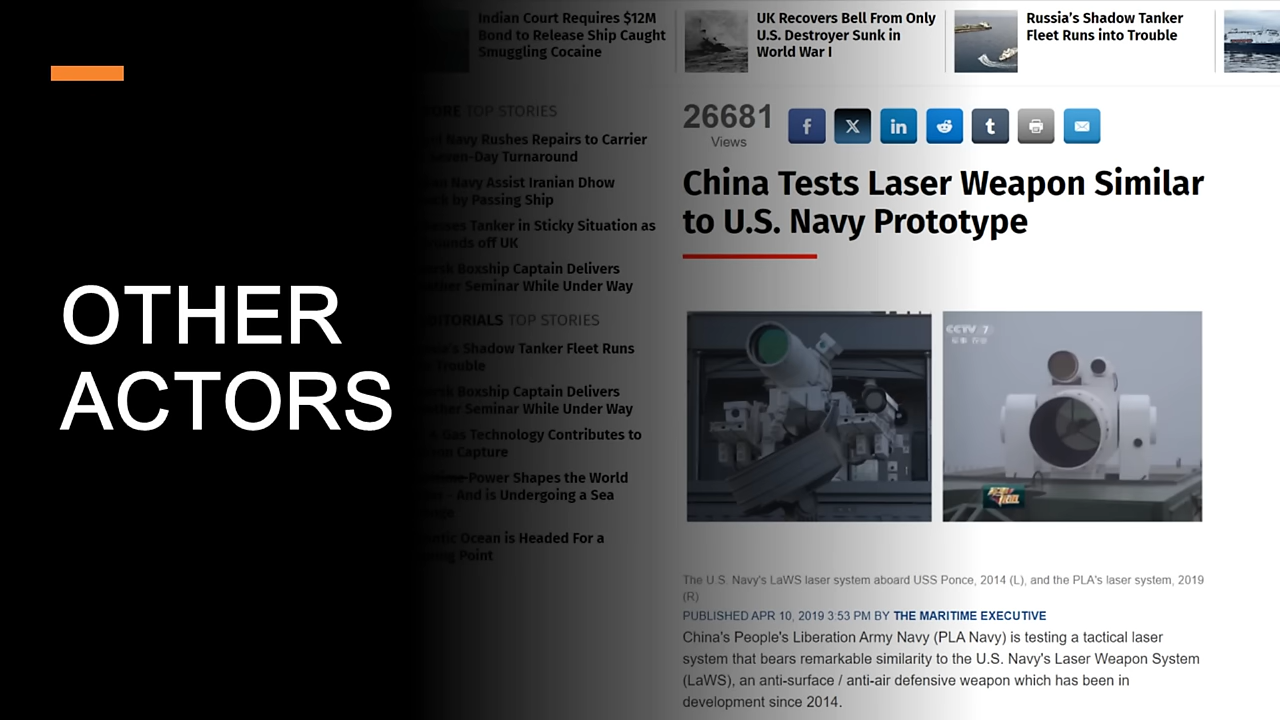 Indian Court Requires $12M
Bond to Release Ship Caught
Smuggling Cocaine
UK Recovers Bell From Only
U.S. Destroyer Sunk in
World War I
Russia's Shadow Tanker
Fleet Runs into Trouble
OTHER
ACTORS
TOP STORIES
Navy Rushes Repairs to Carrier
Turnaround
Navy Assist Iranian Dhow
by Passing Ship
Tanker in Sticky Situation as
off UK
Boxship Captain Delivers
Seminar While Under Way
TOP STORIES
Shadow Tanker Fleet Runs
Trouble
Boxship Captain Delivers
Seminar While Under Way
Gas Technology Contributes to
Capture
Power Shapes the World
- And is Undergoing a Sea
Ocean is Headed For a
Point
26681
Views
f
X
in
t
China Tests Laser Weapon Similar
to U.S. Navy Prototype
CCTV 7
The U.S. Navy's LaWS laser system aboard USS Ponce, 2014 (L), and the PLA's laser system, 2019
(R)
PUBLISHED APR 10, 2019 3:53 PM BY THE MARITIME EXECUTIVE
China's People's Liberation Army Navy (PLA Navy) is testing a tactical laser
system that bears remarkable similarity to the U.S. Navy's Laser Weapon System
(LaWS), an anti-surface / anti-air defensive weapon which has been in
development since 2014.